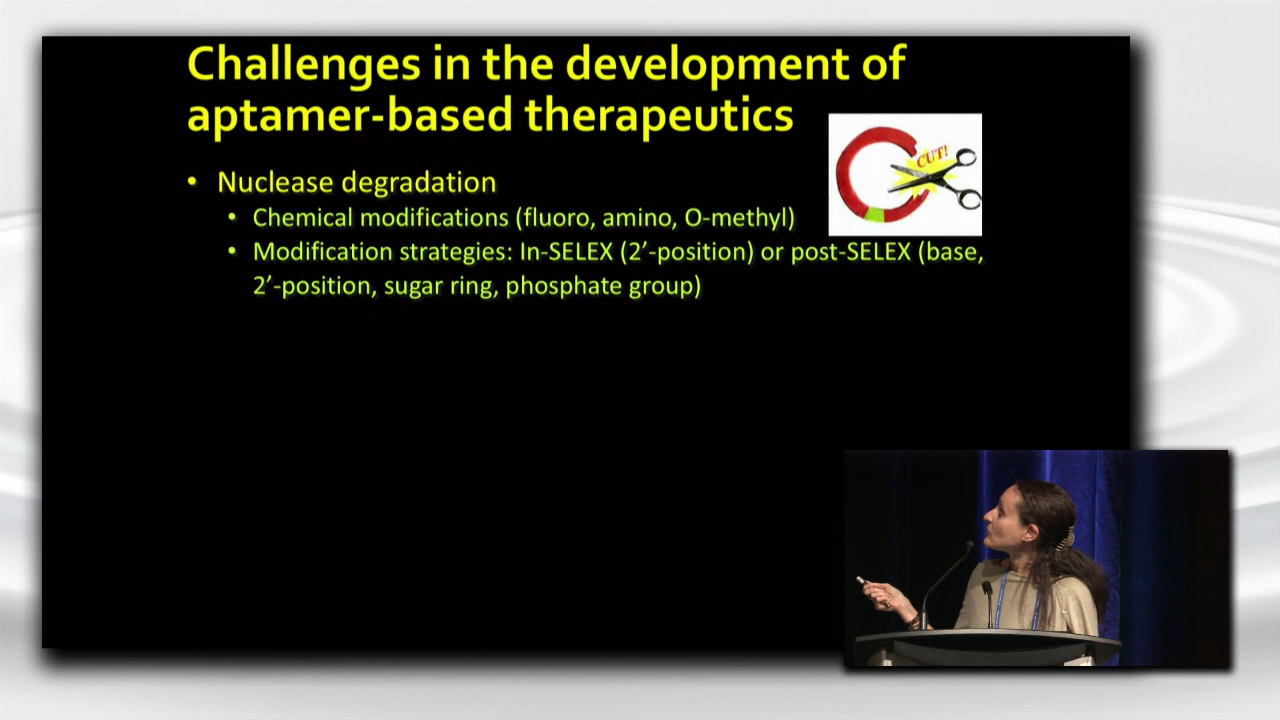 Challenges in the development of
aptamer-based therapeutics
CUT!
• Nuclease degradation
• Chemical modifications (fluoro, amino, O-methyl)
• Modification strategies: In-SELEX (2’-position) or post-SELEX (base,
2’-position, sugar ring, phosphate group)